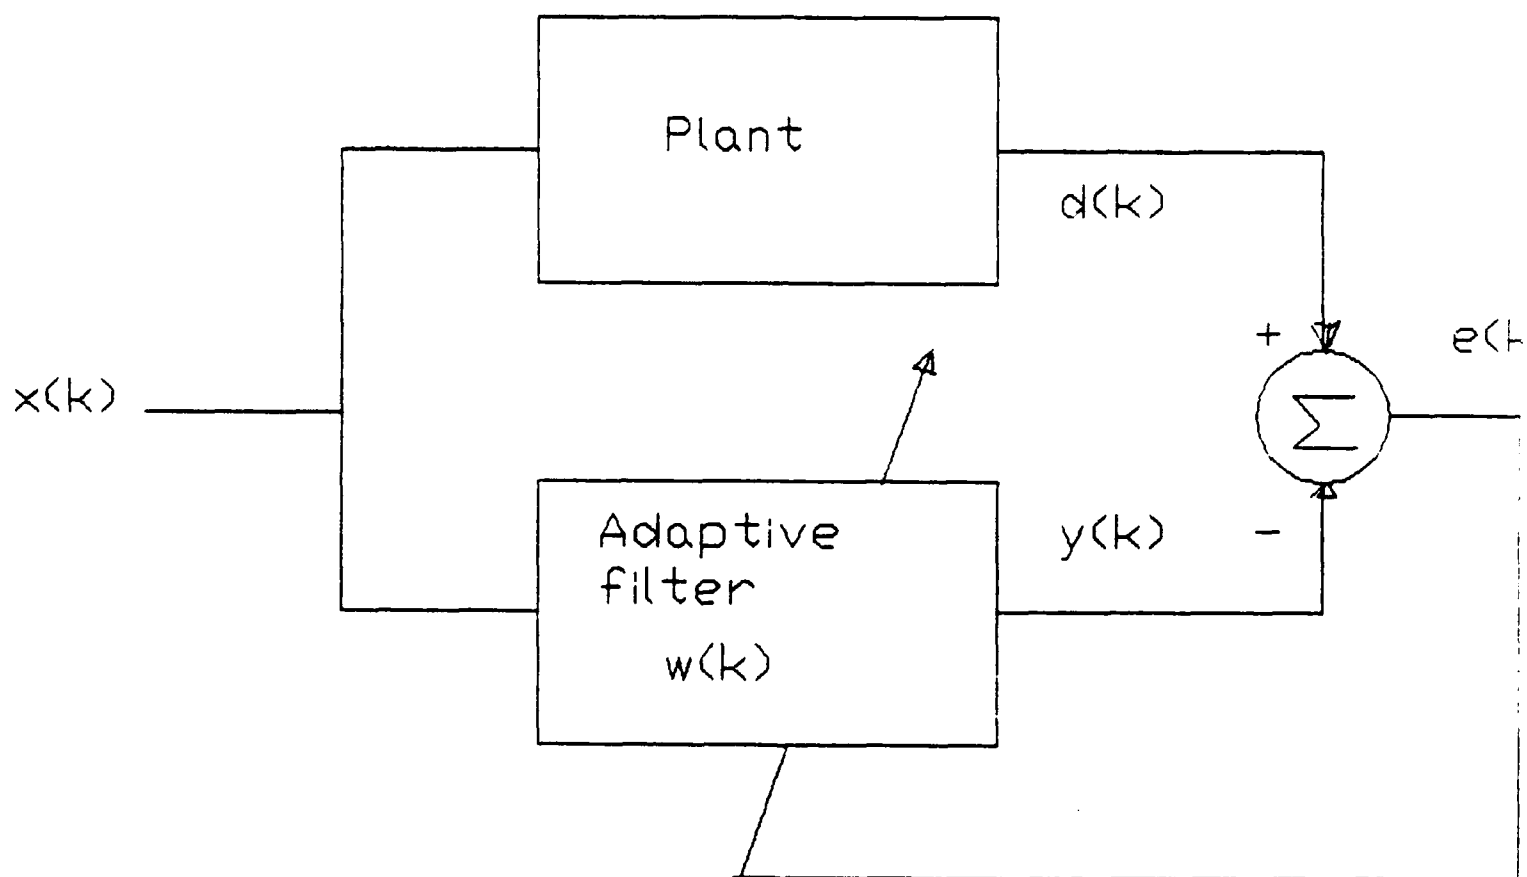 Plant
d(k)
+
e(k
x(k)
Σ
Adaptive
filter
y(k)
-
w(k)